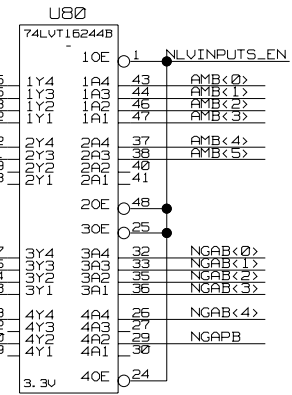 U80
74LVT16244B
-
1OE 1 NLVINPUTS_EN
1Y4 1A4 43 AMB<0>
1Y3 1A3 44 AMB<1>
1Y2 1A2 46 AMB<2>
1Y1 1A1 47 AMB<3>
2Y4 2A4 37 AMB<4>
2Y3 2A3 38 AMB<5>
2Y2 2A2 40
2Y1 2A1 41
2OE 48
3OE 25
3Y4 3A4 32 NGAB<0>
3Y3 3A3 33 NGAB<1>
3Y2 3A2 35 NGAB<2>
3Y1 3A1 36 NGAB<3>
4Y4 4A4 26 NGAB<4>
4Y3 4A3 27
4Y2 4A2 29 NGAPB
4Y1 4A1 30
4OE 24
3.3V